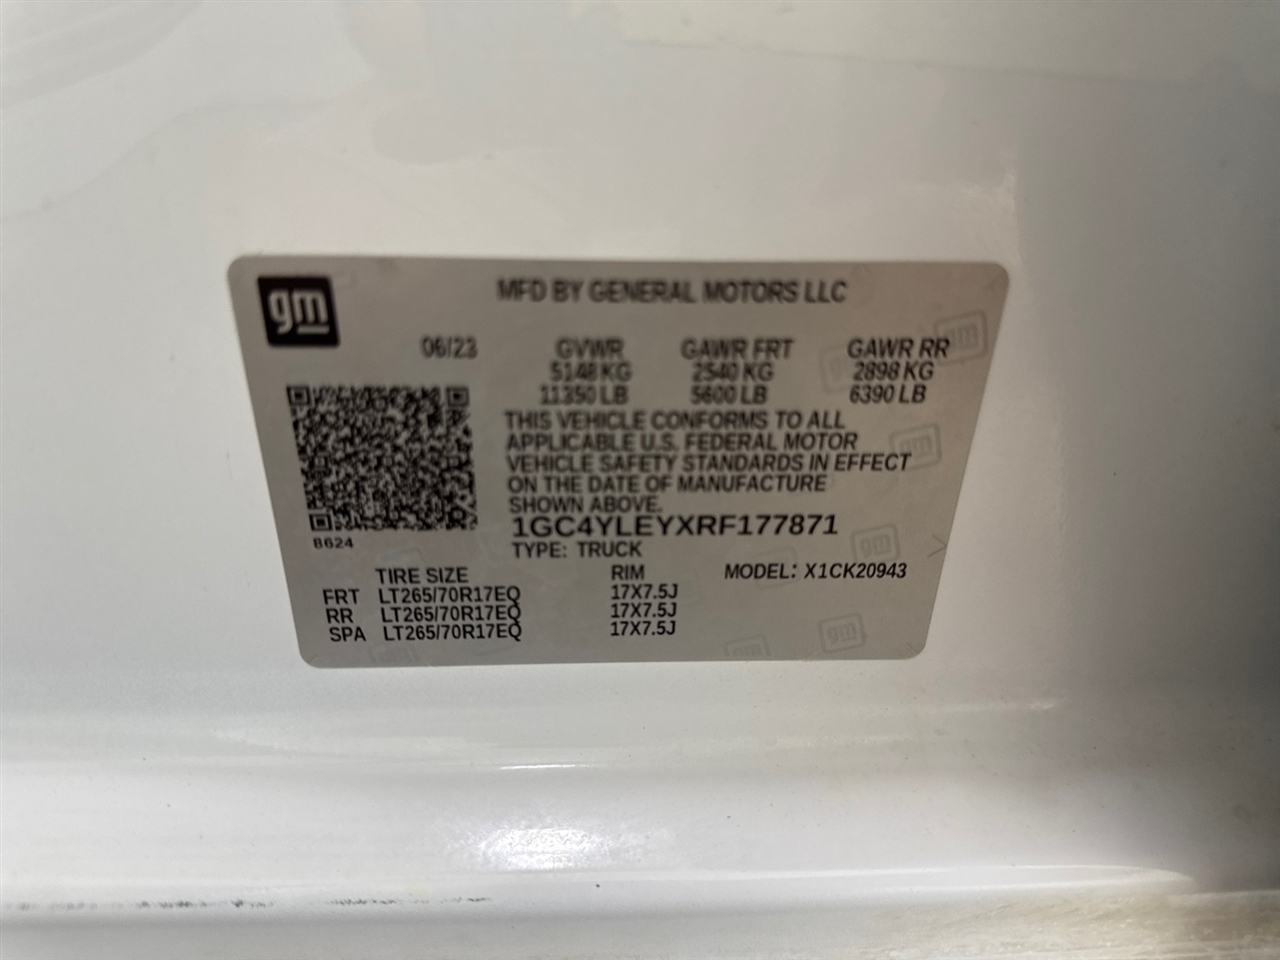 gm
MFD BY GENERAL MOTORS LLC
06/23 GVWR GAWR FRT GAWR RR
5148 KG 2540 KG 2898 KG
11350 LB 5600 LB 6390 LB
THIS VEHICLE CONFORMS TO ALL
APPLICABLE U.S. FEDERAL MOTOR
VEHICLE SAFETY STANDARDS IN EFFECT
ON THE DATE OF MANUFACTURE
SHOWN ABOVE.
1GC4YLEYXRF177871
8624
TYPE: TRUCK
TIRE SIZE RIM MODEL: X1CK20943
FRT LT265/70R17EQ 17X7.5J
RR LT265/70R17EQ 17X7.5J
SPA LT265/70R17EQ 17X7.5J